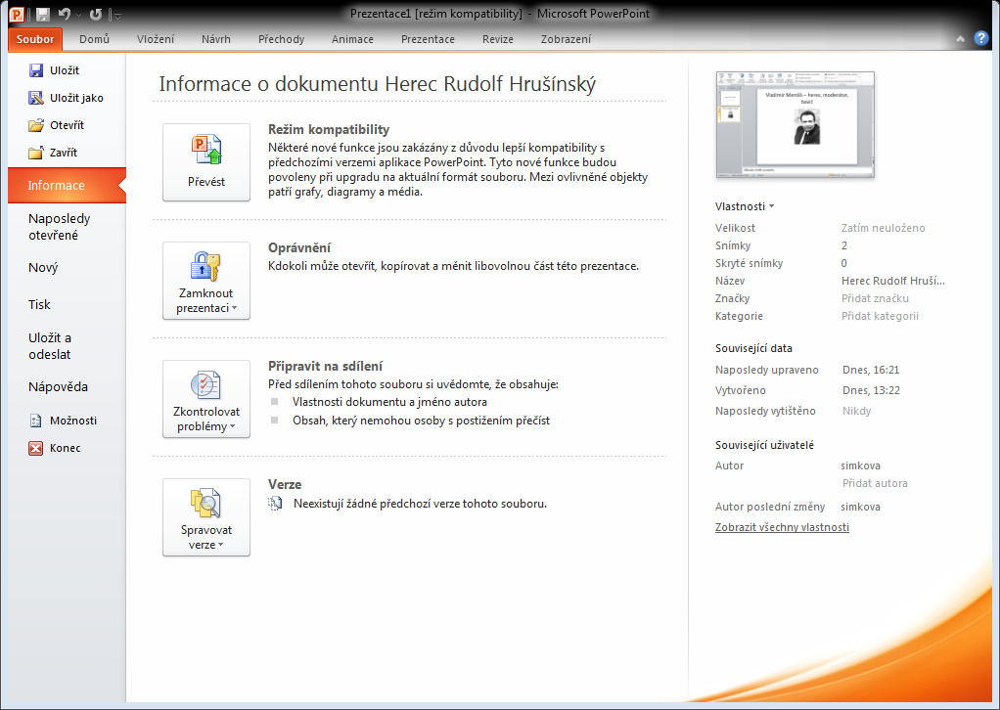 Prezentace1 [režim kompatibility] - Microsoft PowerPoint
Soubor Domů Vložení Návrh Přechody Animace Prezentace Revize Zobrazení
Uložit
Uložit jako
Otevřít
Zavřít
Informace
Naposledy
otevřené
Nový
Tisk
Uložit a
odeslat
Nápověda
Možnosti
Konec
Informace o dokumentu Herec Rudolf Hrušínský
Převést
Režim kompatibility
Některé nové funkce jsou zakázány z důvodu lepší kompatibility s
předchozími verzemi aplikace PowerPoint. Tyto nové funkce budou
povoleny při upgradu na aktuální formát souboru. Mezi ovlivněné objekty
patří grafy, diagramy a média.
Zamknout
prezentaci
Oprávnění
Kdokoli může otevřít, kopírovat a měnit libovolnou část této prezentace.
Zkontrolovat
problémy
Připravit na sdílení
Před sdílením tohoto souboru si uvědomte, že obsahuje:
Vlastnosti dokumentu a jméno autora
Obsah, který nemohou osoby s postižením přečíst
Spravovat
verze
Verze
Neexistují žádné předchozí verze tohoto souboru.
Vladimír Menšík – herec, moderátor,
bavič
Vlastnosti
Velikost Zatím neuloženo
Snímky 2
Skryté snímky 0
Název Herec Rudolf Hruší...
Značky Přidat značku
Kategorie Přidat kategorii
Související data
Naposledy upraveno Dnes, 16:21
Vytvořeno Dnes, 13:22
Naposledy vytištěno Nikdy
Související uživatelé
Autor simkova
Přidat autora
Autor poslední změny simkova
Zobrazit všechny vlastnosti